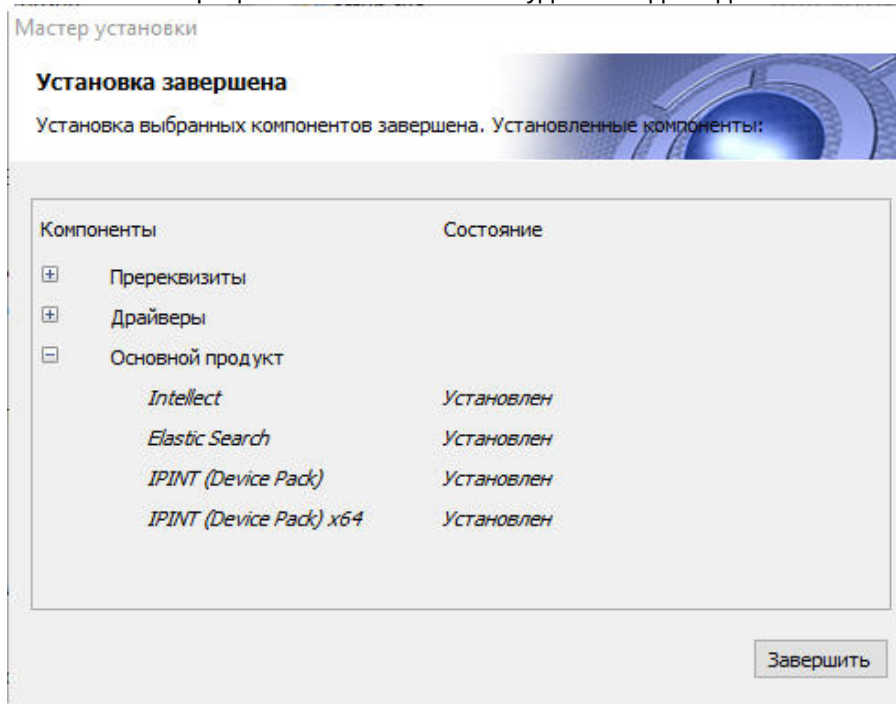 Мастер установки
Установка завершена
Установка выбранных компонентов завершена. Установленные компоненты:
Компоненты Состояние
Пререквизиты
Драйверы
Основной продукт
Intellect Установлен
Elastic Search Установлен
IPINT (Device Pack) Установлен
IPINT (Device Pack) x64 Установлен
Завершить